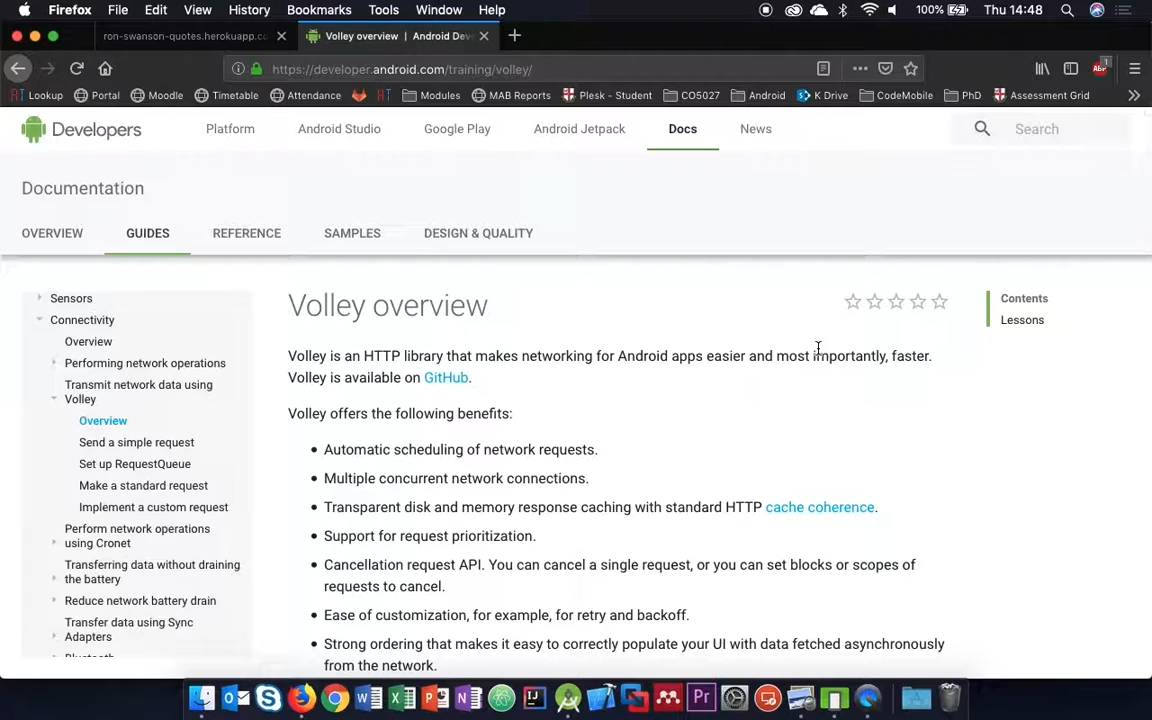 Firefox File Edit View History Bookmarks Tools Window Help 100% Thu 14:48
ron-swanson-quotes.herokuapp.c Volley overview | Android Dev
https://developer.android.com/training/volley/
Lookup Portal Moodle Timetable Attendance Modules MAB Reports Plesk - Student CO5027 Android K Drive CodeMobile PhD Assessment Grid
Developers Platform Android Studio Google Play Android Jetpack Docs News Search
Documentation
OVERVIEW GUIDES REFERENCE SAMPLES DESIGN & QUALITY
Sensors
Connectivity
Overview
Performing network operations
Transmit network data using
Volley
Overview
Send a simple request
Set up RequestQueue
Make a standard request
Implement a custom request
Perform network operations
using Cronet
Transferring data without draining
the battery
Reduce network battery drain
Transfer data using Sync
Adapters
Bluetooth
Volley overview
Volley is an HTTP library that makes networking for Android apps easier and most importantly, faster.
Volley is available on GitHub.
Volley offers the following benefits:
• Automatic scheduling of network requests.
• Multiple concurrent network connections.
• Transparent disk and memory response caching with standard HTTP cache coherence.
• Support for request prioritization.
• Cancellation request API. You can cancel a single request, or you can set blocks or scopes of
requests to cancel.
• Ease of customization, for example, for retry and backoff.
• Strong ordering that makes it easy to correctly populate your UI with data fetched asynchronously
from the network.
Contents
Lessons